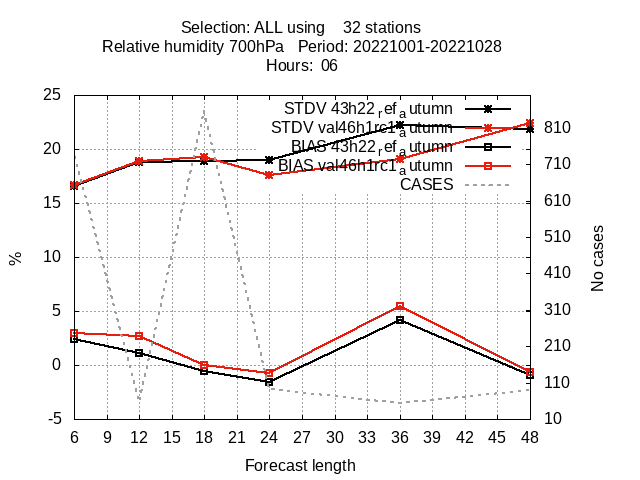 Selection: ALL using    32 stations
Relative humidity 700hPa   Period: 20221001-20221028
Hours:  06
25
20
15
10
5
0
-5
%
STDV 43h22_ref_autumn
STDV val46h1rc1_autumn
BIAS 43h22_ref_autumn
BIAS val46h1rc1_autumn
CASES
810
710
610
510
410
310
210
110
10
No cases
6 9 12 15 18 21 24 27 30 33 36 39 42 45 48
Forecast length